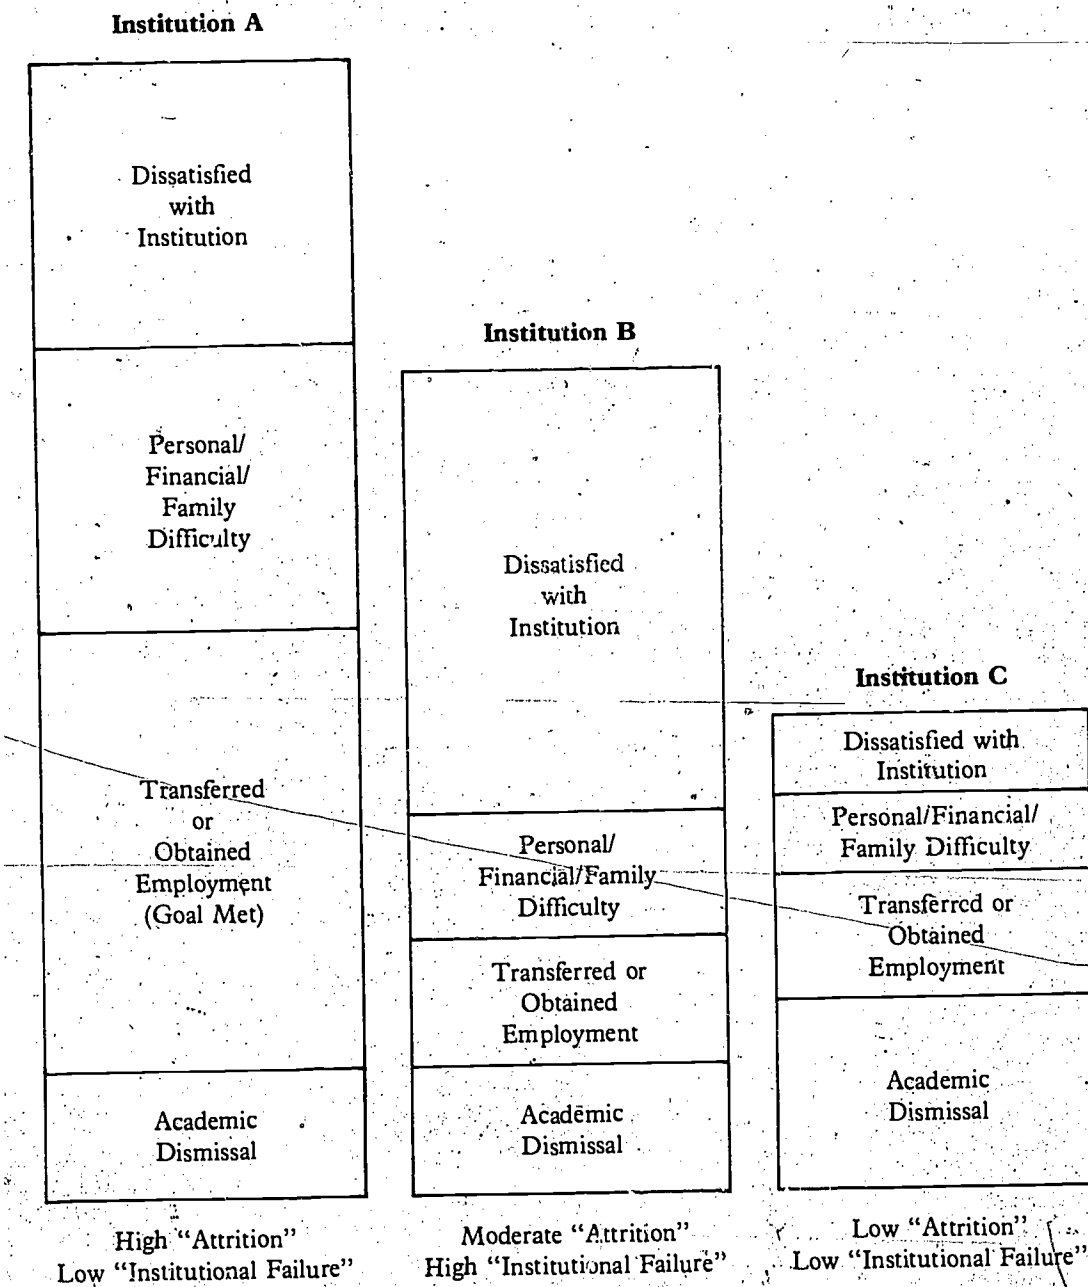 Institution A
Dissatisfied
with
Institution
Personal/
Financial/
Family
Difficulty
Transferred
or
Obtained
Employment
(Goal Met)
Academic
Dismissal
High “Attrition”
Low “Institutional Failure”
Institution B
Dissatisfied
with
Institution
Personal/
Financial/Family
Difficulty
Transferred or
Obtained
Employment
Academic
Dismissal
Moderate “Attrition”
High “Institutional Failure”
Institution C
Dissatisfied with
Institution
Personal/Financial/
Family Difficulty
Transferred or
Obtained
Employment
Academic
Dismissal
Low “Attrition”
Low “Institutional Failure”